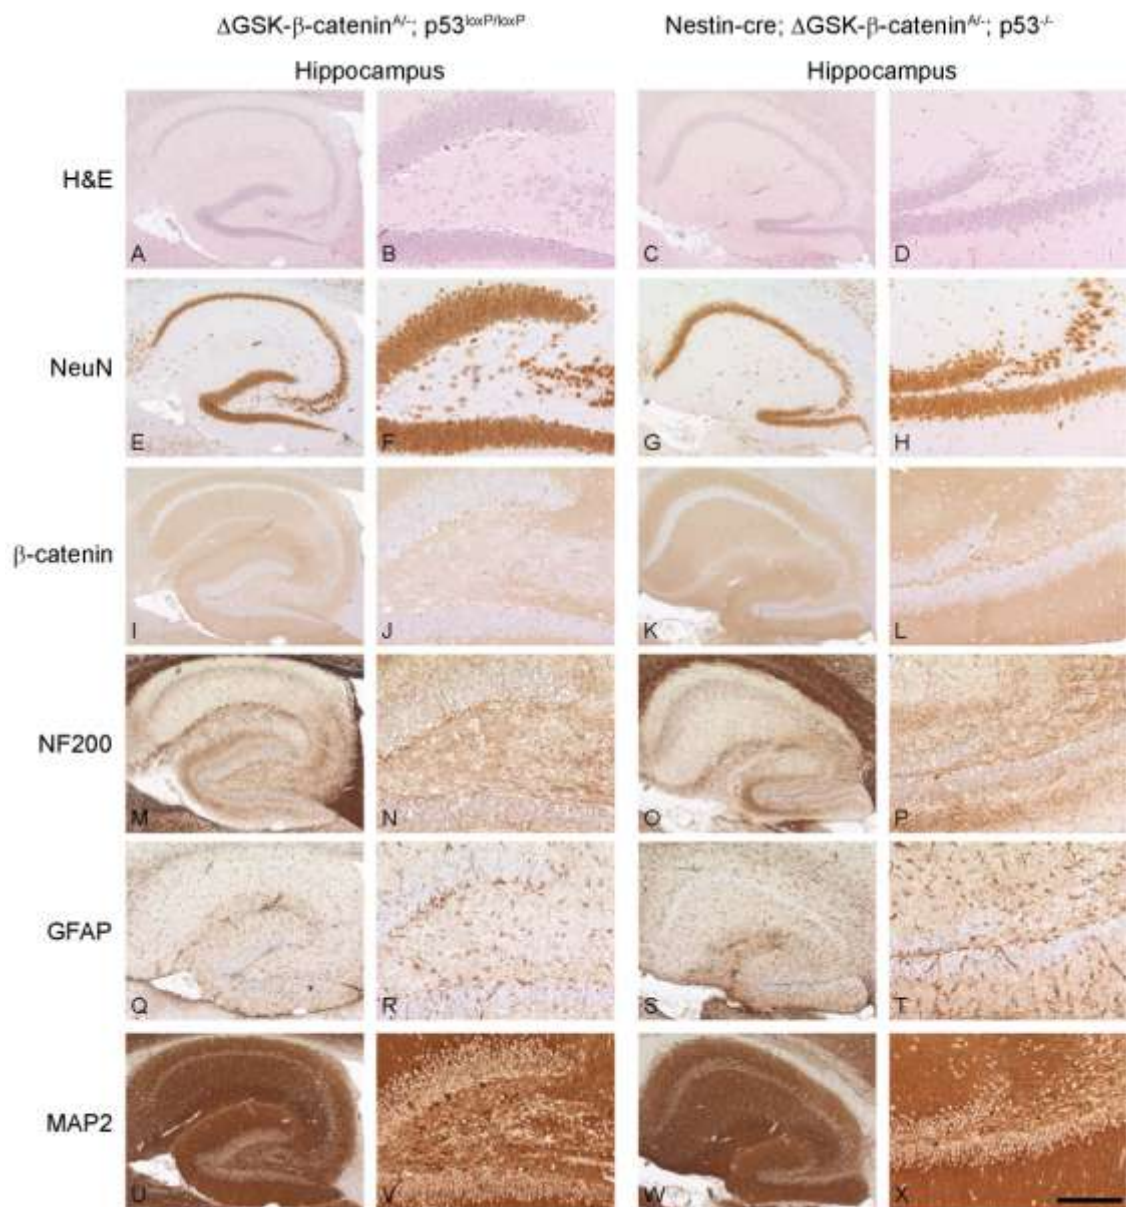 ΔGSK-β-catenin^Δ/-; p53^loxP/loxP Nestin-cre; ΔGSK-β-catenin^Δ/-; p53^-/-
Hippocampus Hippocampus
H&E A B C D
NeuN E F G H
β-catenin I J K L
NF200 M N O P
GFAP Q R S T
MAP2 U V W X